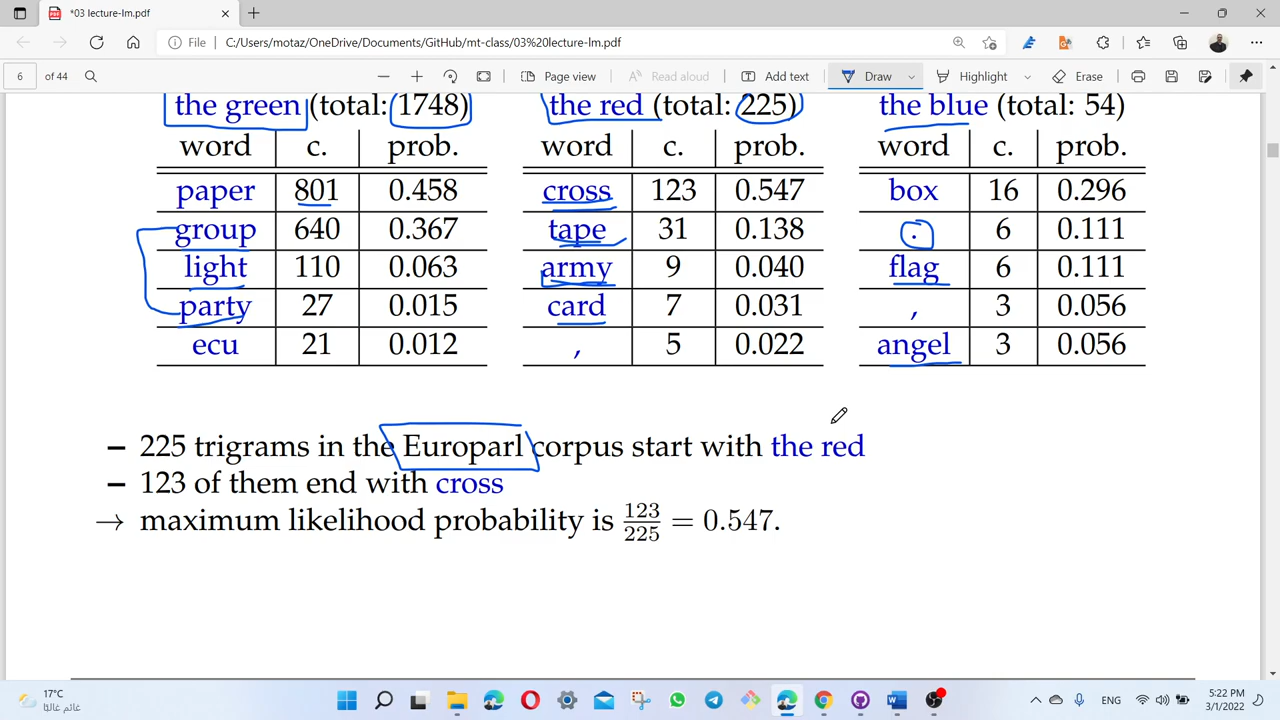 *03 lecture-lm.pdf
File C:/Users/motaz/OneDrive/Documents/GitHub/mt-class/03%20lecture-lm.pdf
6 of 44 Page view Read aloud Add text Draw Highlight Erase
the green (total: 1748) the red (total: 225) the blue (total: 54)
word c. prob. word c. prob. word c. prob.
paper 801 0.458 cross 123 0.547 box 16 0.296
group 640 0.367 tape 31 0.138 . 6 0.111
light 110 0.063 army 9 0.040 flag 6 0.111
party 27 0.015 card 7 0.031 , 3 0.056
ecu 21 0.012 , 5 0.022 angel 3 0.056
– 225 trigrams in the Europarl corpus start with the red
– 123 of them end with cross
→ maximum likelihood probability is 123/225 = 0.547.
17°C
غائم غالبًا
ENG
5:22 PM
3/1/2022